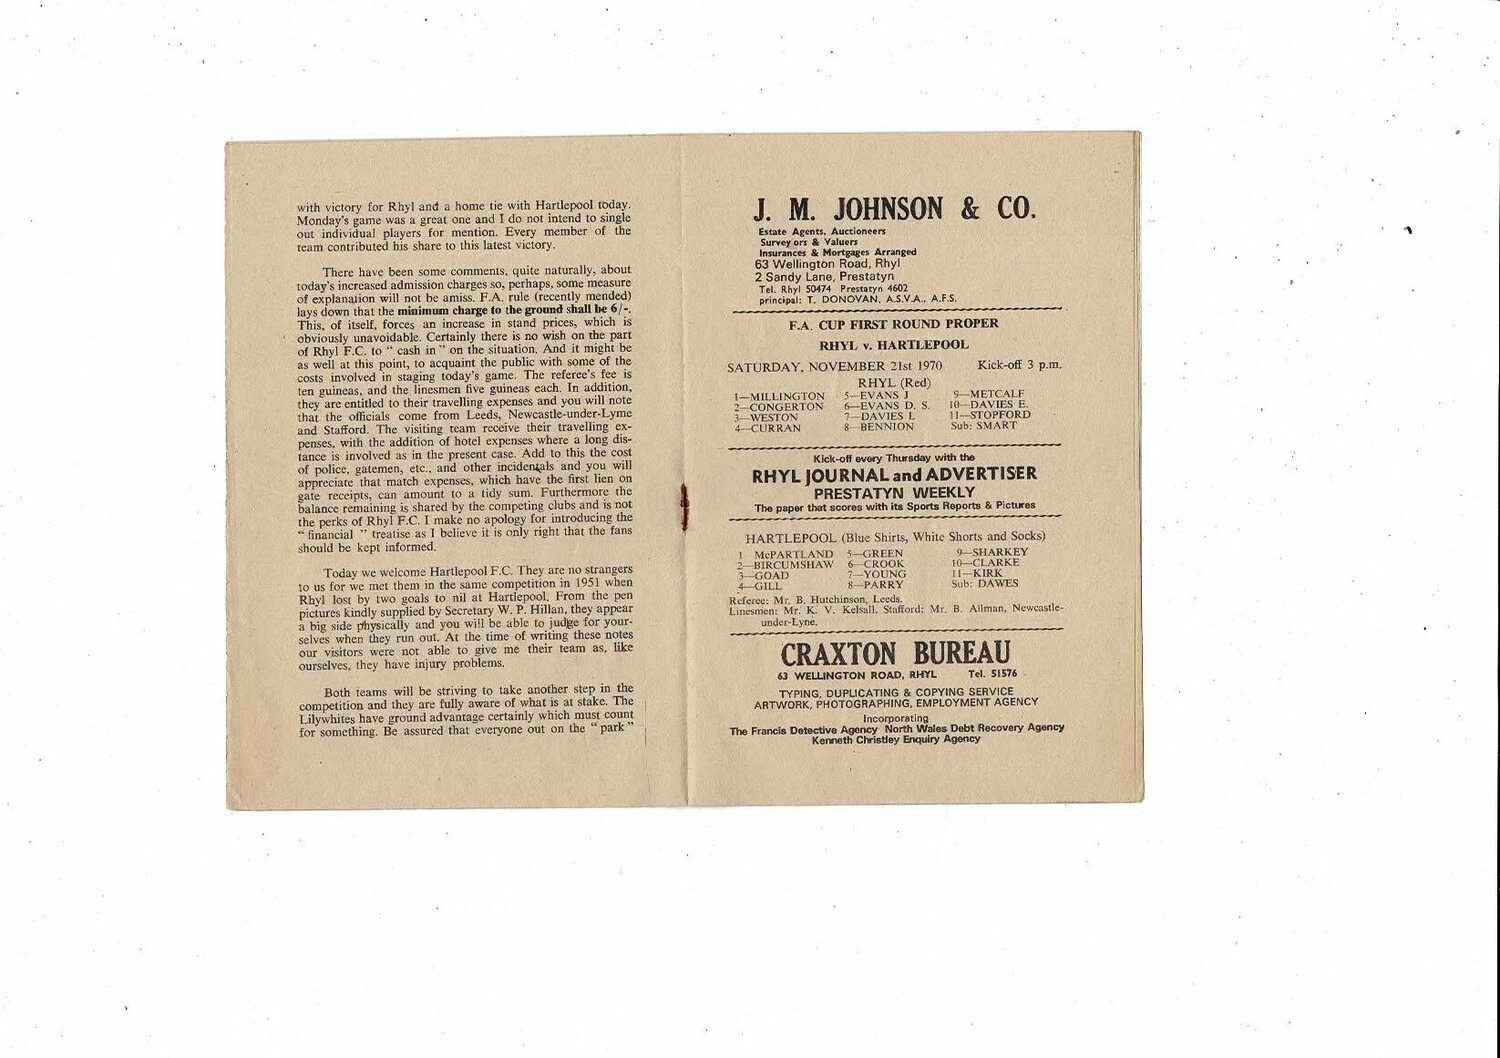 with victory for Rhyl and a home tie with Hartlepool today.
Monday's game was a great one and I do not intend to single
out individual players for mention. Every member of the
team contributed his share to this latest victory.
There have been some comments, quite naturally, about
today's increased admission charges so, perhaps, some measure
of explanation will not be amiss. F.A. rule (recently mended)
lays down that the minimum charge to the ground shall be 6/-.
This, of itself, forces an increase in stand prices, which is
obviously unavoidable. Certainly there is no wish on the part
of Rhyl F.C. to " cash in " on the situation. And it might be
as well at this point, to acquaint the public with some of the
costs involved in staging today's game. The referee's fee is
ten guineas, and the linesmen five guineas each. In addition,
they are entitled to their travelling expenses and you will note
that the officials come from Leeds, Newcastle-under-Lyme
and Stafford. The visiting team receive their travelling ex-
penses, with the addition of hotel expenses where a long dis-
tance is involved as in the present case. Add to this the cost
of police, gatemen, etc., and other incidentals and you will
appreciate that match expenses, which have the first lien on
gate receipts, can amount to a tidy sum. Furthermore the
balance remaining is shared by the competing clubs and is not
the perks of Rhyl F.C. I make no apology for introducing the
" financial " treatise as I believe it is only right that the fans
should be kept informed.
Today we welcome Hartlepool F.C. They are no strangers
to us for we met them in the same competition in 1951 when
Rhyl lost by two goals to nil at Hartlepool. From the pen
pictures kindly supplied by Secretary W. P. Hillan, they appear
a big side physically and you will be able to judge for your-
selves when they run out. At the time of writing these notes
our visitors were not able to give me their team as, like
ourselves, they have injury problems.
Both teams will be striving to take another step in the
competition and they are fully aware of what is at stake. The
Lilywhites have ground advantage certainly which must count
for something. Be assured that everyone out on the " park "
J. M. JOHNSON & CO.
Estate Agents, Auctioneers
Surveyors & Valuers
Insurances & Mortgages Arranged
63 Wellington Road, Rhyl
2 Sandy Lane, Prestatyn
Tel. Rhyl 50474 Prestatyn 4602
principal: T. DONOVAN, A.S.V.A., A.F.S.
F.A. CUP FIRST ROUND PROPER
RHYL v. HARTLEPOOL
SATURDAY, NOVEMBER 21st 1970 Kick-off 3 p.m.
RHYL (Red)
1—MILLINGTON 5—EVANS J 9—METCALF
2—CONGERTON 6—EVANS D. S. 10—DAVIES E.
3—WESTON 7—DAVIES L 11—STOPFORD
4—CURRAN 8—BENNION Sub: SMART
Kick-off every Thursday with the
RHYL JOURNAL and ADVERTISER
PRESTATYN WEEKLY
The paper that scores with its Sports Reports & Pictures
HARTLEPOOL (Blue Shirts, White Shorts and Socks)
1 McPARTLAND 5—GREEN 9—SHARKEY
2—BIRCUMSHAW 6—CROOK 10—CLARKE
3—GOAD 7—YOUNG 11—KIRK
4—GILL 8—PARRY Sub: DAWES
Referee: Mr. B. Hutchinson, Leeds.
Linesmen: Mr. K. V. Kelsall, Stafford: Mr. B. Allman, Newcastle-
under-Lyne.
CRAXTON BUREAU
63 WELLINGTON ROAD, RHYL Tel. 51576
TYPING, DUPLICATING & COPYING SERVICE
ARTWORK, PHOTOGRAPHING, EMPLOYMENT AGENCY
Incorporating
The Francis Detective Agency North Wales Debt Recovery Agency
Kenneth Christley Enquiry Agency